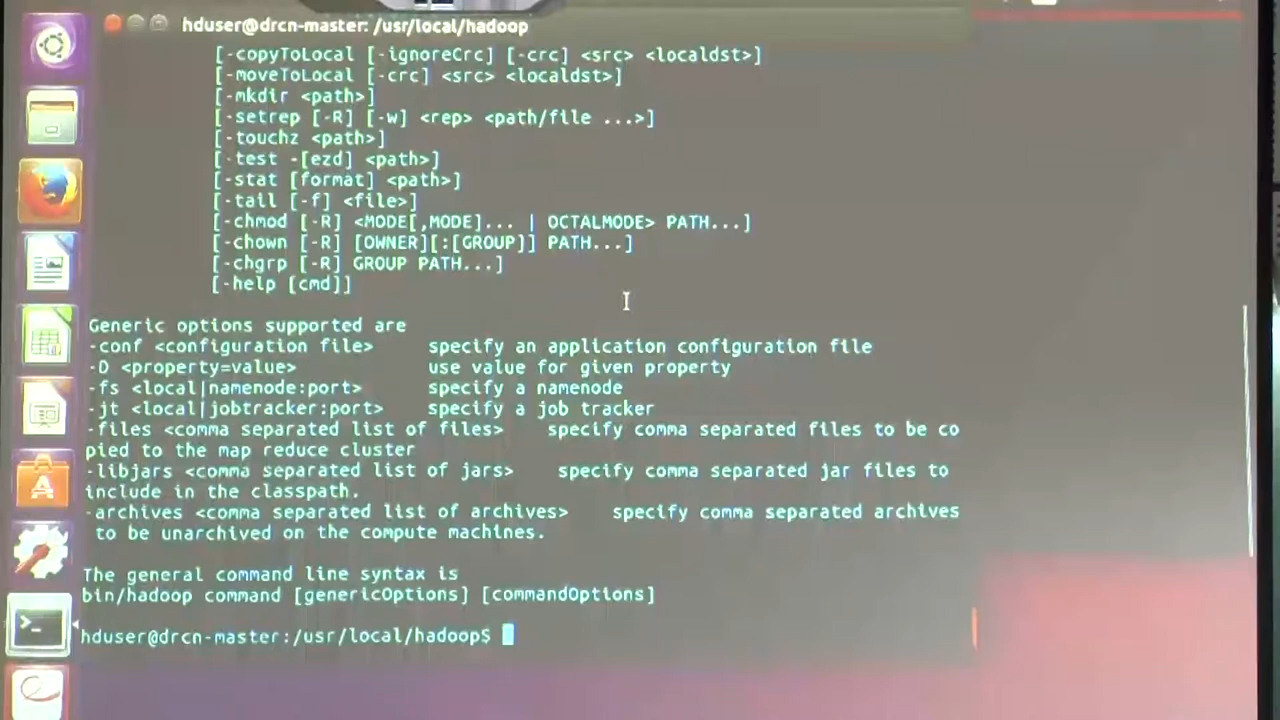 hduser@drcn-master: /usr/local/hadoop
[-copyToLocal [-ignoreCrc] [-crc] <src> <localdst>]
[-moveToLocal [-crc] <src> <localdst>]
[-mkdir <path>]
[-setrep [-R] [-w] <rep> <path/file ...>]
[-touchz <path>]
[-test -[ezd] <path>]
[-stat [format] <path>]
[-tail [-f] <file>]
[-chmod [-R] <MODE[,MODE]... | OCTALMODE> PATH...]
[-chown [-R] [OWNER][:[GROUP]] PATH...]
[-chgrp [-R] GROUP PATH...]
[-help [cmd]]
Generic options supported are
-conf <configuration file>     specify an application configuration file
-D <property=value>            use value for given property
-fs <local|namenode:port>      specify a namenode
-jt <local|jobtracker:port>    specify a job tracker
-files <comma separated list of files>    specify comma separated files to be co
pied to the map reduce cluster
-libjars <comma separated list of jars>    specify comma separated jar files to
include in the classpath.
-archives <comma separated list of archives>    specify comma separated archives
to be unarchived on the compute machines.
The general command line syntax is
bin/hadoop command [genericOptions] [commandOptions]
hduser@drcn-master:/usr/local/hadoop$